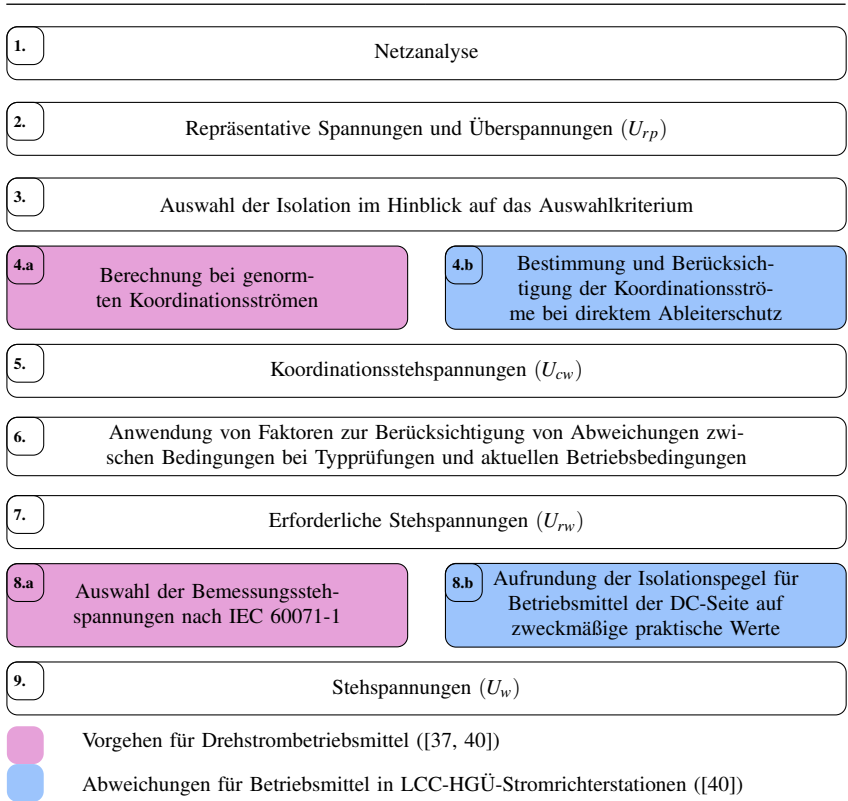 1.
Netzanalyse
2.
Repräsentative Spannungen und Überspannungen (U_rp)
3.
Auswahl der Isolation im Hinblick auf das Auswahlkriterium
4.a
Berechnung bei genorm-
ten Koordinationsströmen
4.b
Bestimmung und Berücksich-
tigung der Koordinationsströ-
me bei direktem Ableiterschutz
5.
Koordinationsstehspannungen (U_cw)
6.
Anwendung von Faktoren zur Berücksichtigung von Abweichungen zwi-
schen Bedingungen bei Typprüfungen und aktuellen Betriebsbedingungen
7.
Erforderliche Stehspannungen (U_rw)
8.a
Auswahl der Bemessungssteh-
spannungen nach IEC 60071-1
8.b
Aufrundung der Isolationspegel für
Betriebsmittel der DC-Seite auf
zweckmäßige praktische Werte
9.
Stehspannungen (U_w)
Vorgehen für Drehstrombetriebsmittel ([37, 40])
Abweichungen für Betriebsmittel in LCC-HGÜ-Stromrichterstationen ([40])